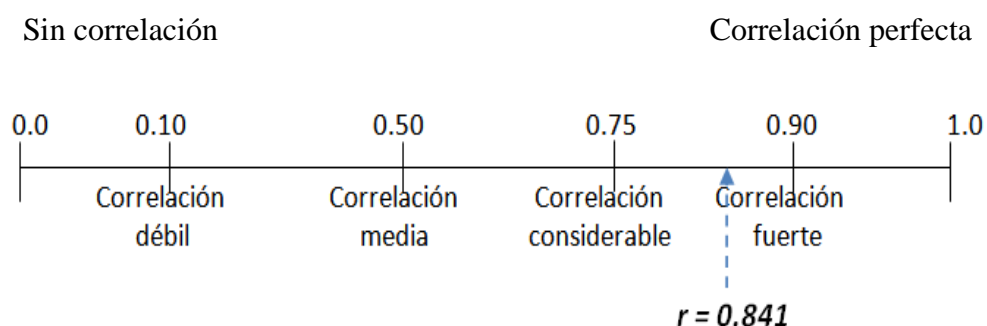 Sin correlación Correlación perfecta
0.0 0.10 0.50 0.75 0.90 1.0
Correlación Correlación Correlación Correlación
débil media considerable fuerte
r = 0.841